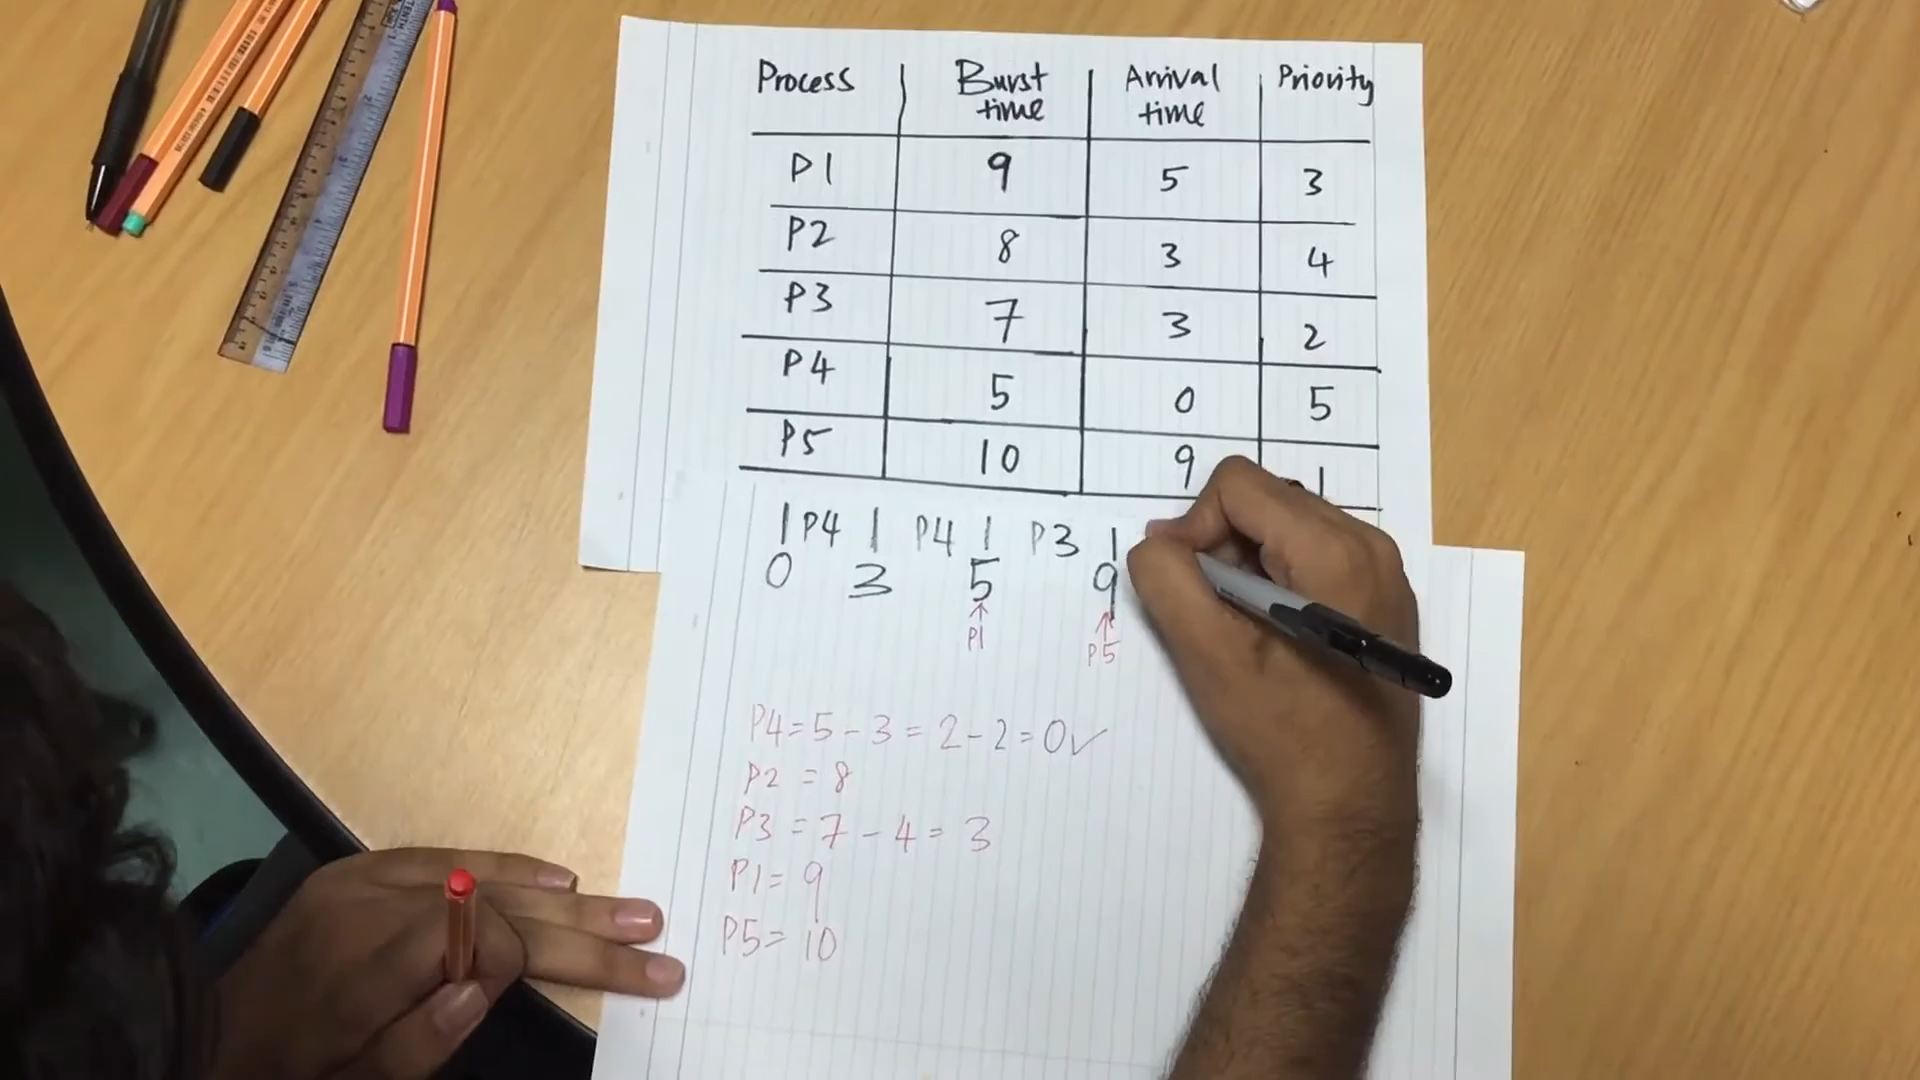 Process Burst time Arrival time Priority
P1 9 5 3
P2 8 3 4
P3 7 3 2
P4 5 0 5
P5 10 9 1
| P4 | P4 | P3 |
0 3 5 9
↑ ↑
P1 P5
P4 = 5 - 3 = 2 - 2 = 0 ✓
P2 = 8
P3 = 7 - 4 = 3
P1 = 9
P5 = 10